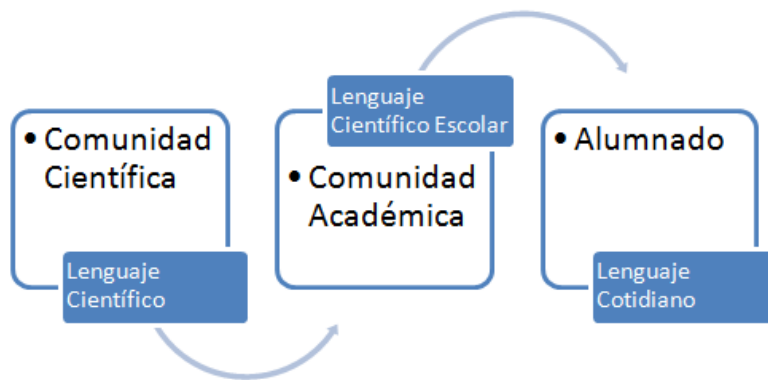 • Comunidad
Científica
Lenguaje
Científico
Lenguaje
Científico Escolar
• Comunidad
Académica
• Alumnado
Lenguaje
Cotidiano